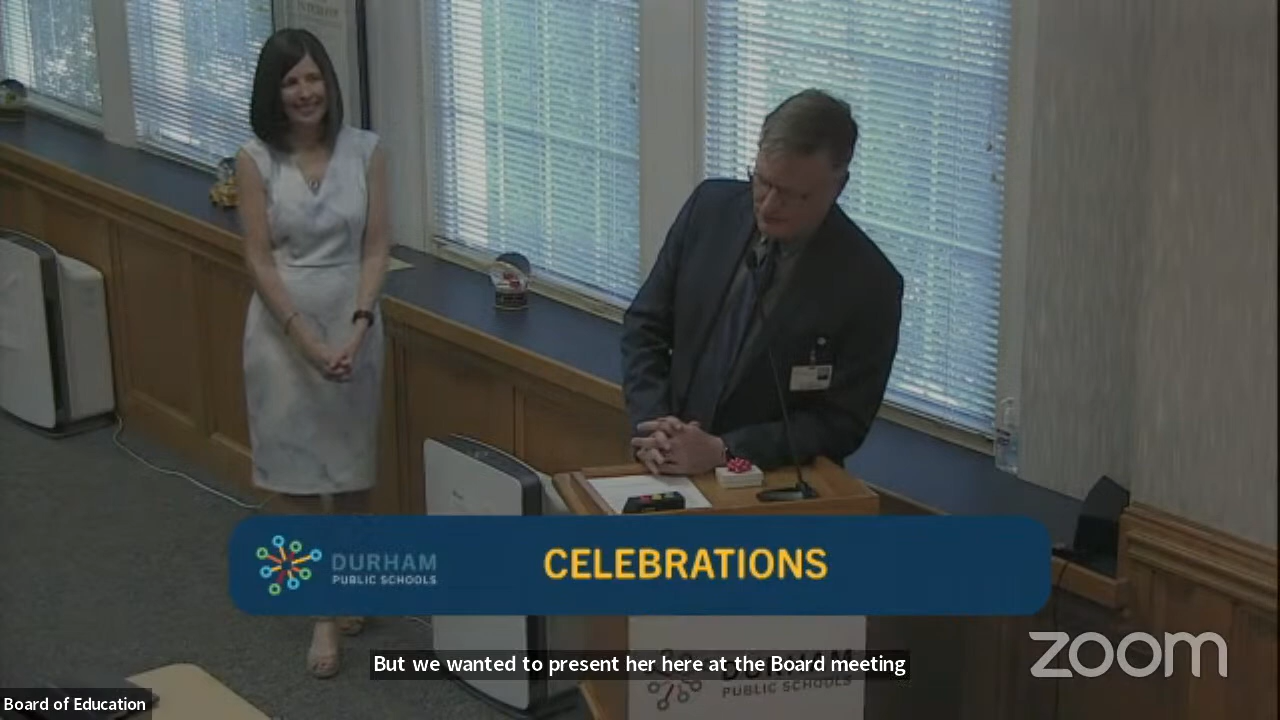 DURHAM
PUBLIC SCHOOLS
CELEBRATIONS
zoom
But we wanted to present her here at the Board meeting
DURHAM
PUBLIC SCHOOLS
Board of Education